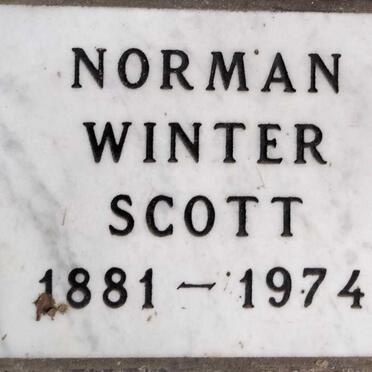 NORMAN
WINTER
SCOTT
1881 – 1974